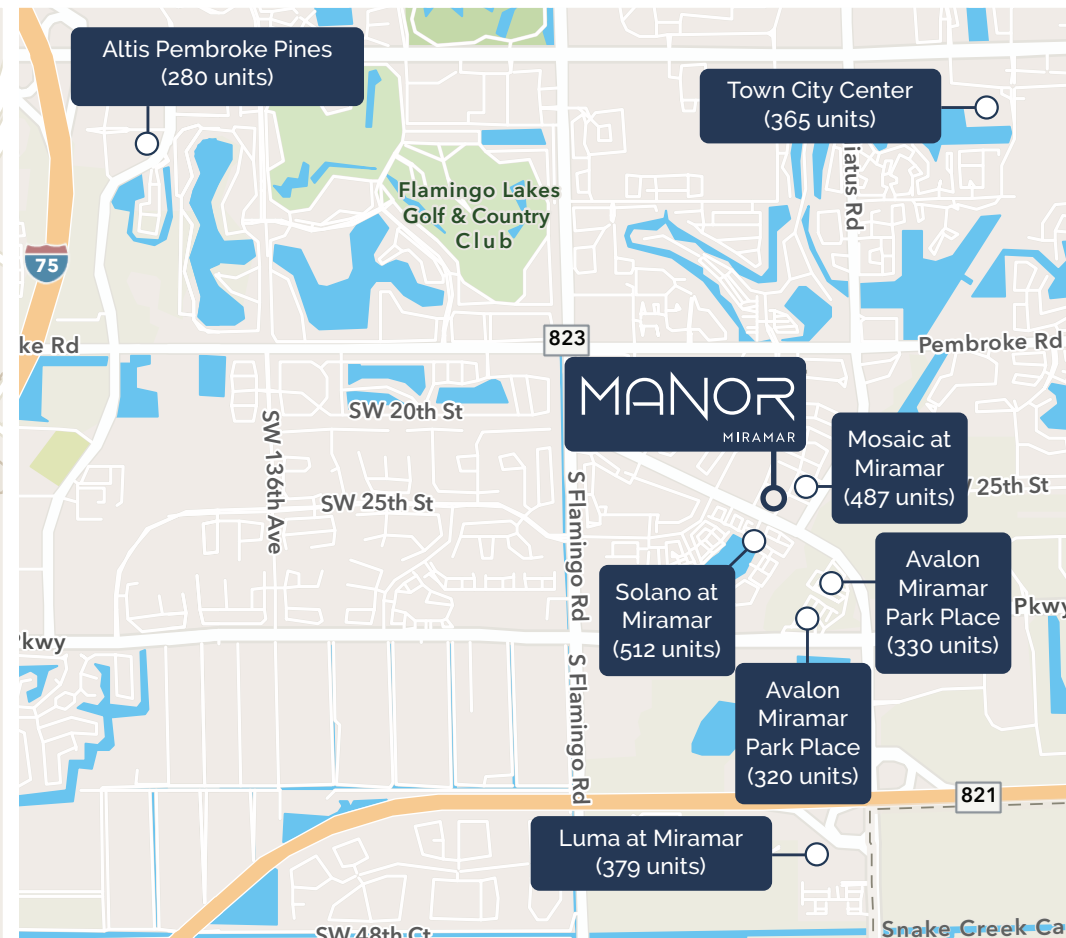 Altis Pembroke Pines
(280 units)
Town City Center
(365 units)
iatus Rd
Flamingo Lakes
Golf & Country
Club
75
ke Rd
823
Pembroke Rd
MANOR
MIRAMAR
SW 20th St
SW 136th Ave
Mosaic at
Miramar
(487 units)
SW 25th St
25th St
S Flamingo Rd
Avalon
Miramar
Park Place
(330 units)
Solano at
Miramar
(512 units)
Pkwy
Pkwy
S Flamingo Rd
Avalon
Miramar
Park Place
(320 units)
821
Luma at Miramar
(379 units)
SW 48th Ct
Snake Creek Ca